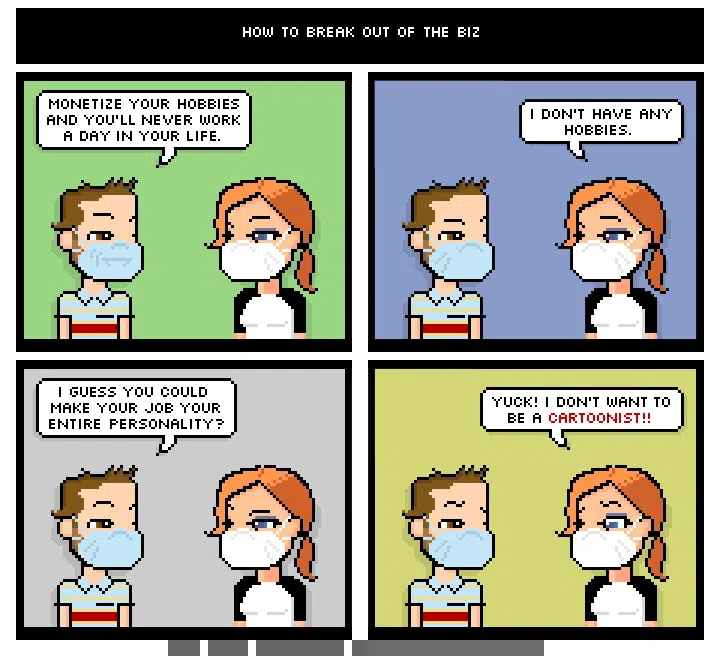 HOW TO BREAK OUT OF THE BIZ
MONETIZE YOUR HOBBIES
AND YOU'LL NEVER WORK
A DAY IN YOUR LIFE.
I DON'T HAVE ANY
HOBBIES.
I GUESS YOU COULD
MAKE YOUR JOB YOUR
ENTIRE PERSONALITY?
YUCK! I DON'T WANT TO
BE A CARTOONIST!!